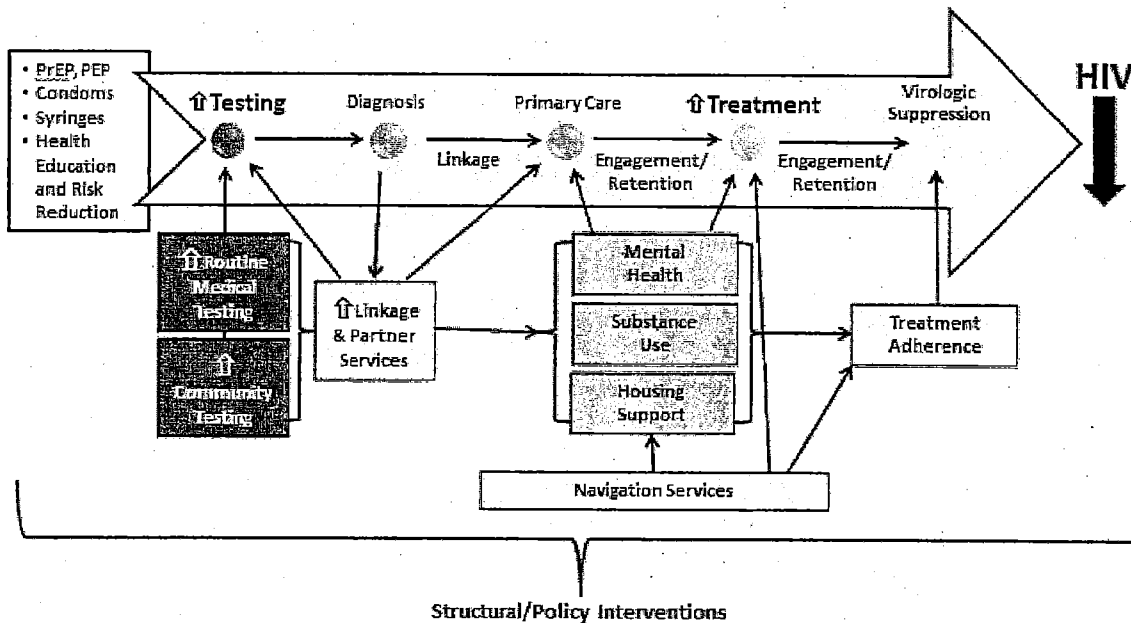 • PrEP, PEP
• Condoms
• Syringes
• Health
Education
and Risk
Reduction
⇧Testing
Diagnosis
Linkage
Primary Care
Engagement/
Retention
⇧Treatment
Engagement/
Retention
Virologic
Suppression
HIV
⇧Routine
Medical
Testing
⇧
Community
Testing
⇧Linkage
& Partner
Services
Mental
Health
Substance
Use
Housing
Support
Treatment
Adherence
Navigation Services
Structural/Policy Interventions